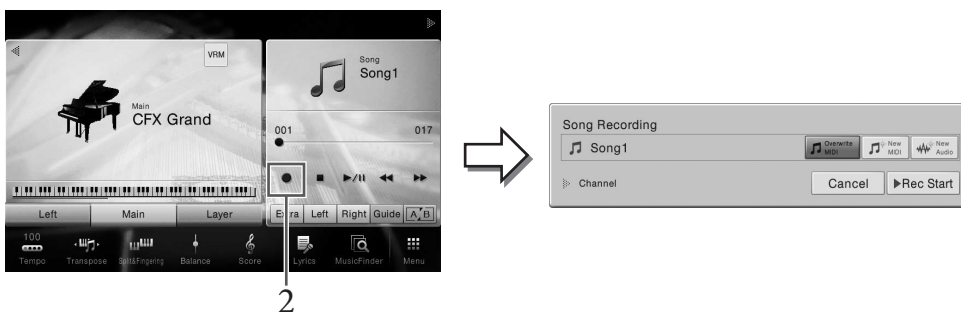 VRM
Main
CFX Grand
Song
Song1
001 017
Left Main Layer
Extra Left Right Guide A B
100
Tempo Transpose Split&Fingering Balance Score Lyrics MusicFinder Menu
2
Song Recording
Song1
Overwrite MIDI
New MIDI
New Audio
Channel
Cancel
Rec Start